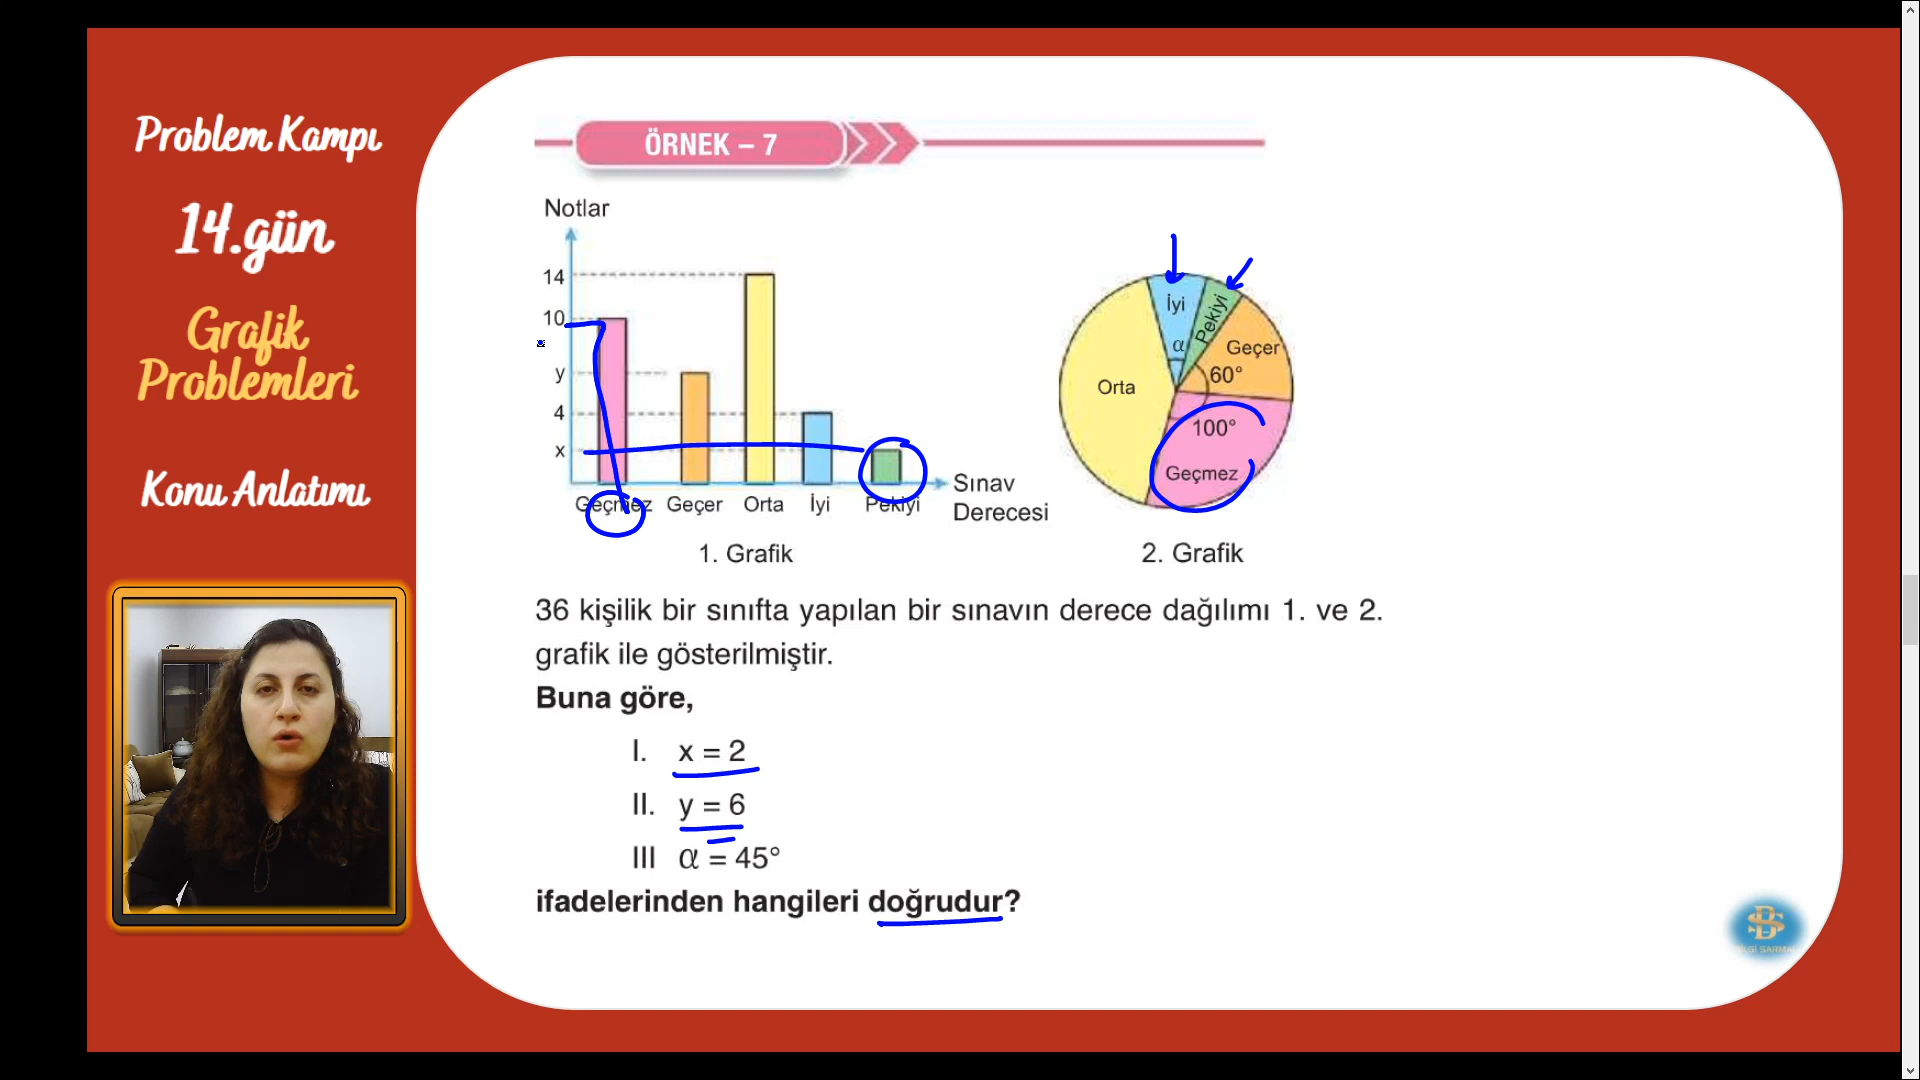 Problem Kampı
14.gün
Grafik
Problemleri
Konu Anlatımı
ÖRNEK – 7
Notlar
14
10
y
4
x
Geçmez Geçer Orta İyi Pekiyi
Sınav
Derecesi
1. Grafik
İyi
Pekiyi
α
Geçer
60°
Orta
100°
Geçmez
2. Grafik
36 kişilik bir sınıfta yapılan bir sınavın derece dağılımı 1. ve 2.
grafik ile gösterilmiştir.
Buna göre,
I. x = 2
II. y = 6
III α = 45°
ifadelerinden hangileri doğrudur?